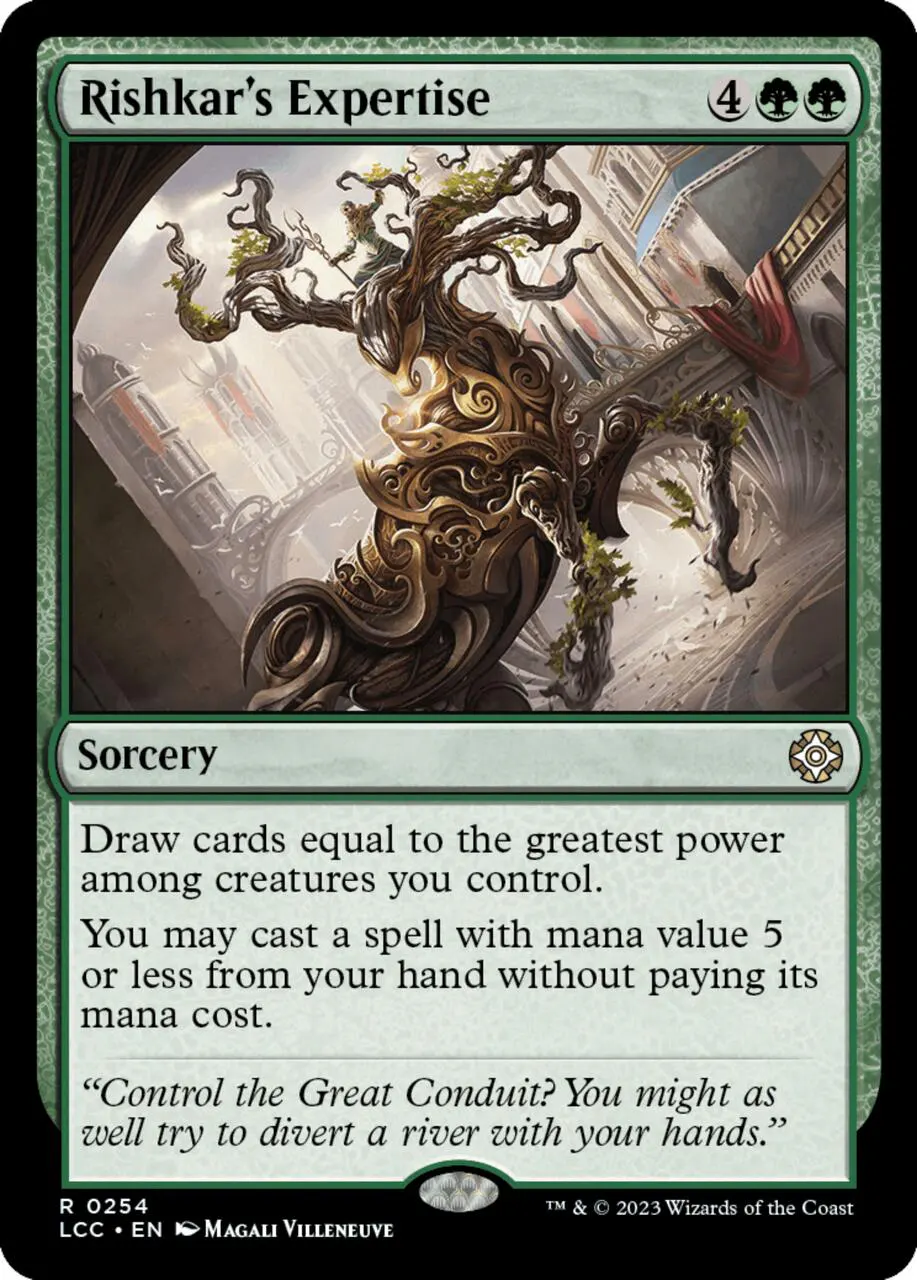 Rishkar's Expertise 4
Sorcery
Draw cards equal to the greatest power
among creatures you control.
You may cast a spell with mana value 5
or less from your hand without paying its
mana cost.
“Control the Great Conduit? You might as
well try to divert a river with your hands.”
R 0254
LCC • EN MAGALI VILLENEUVE
™ & © 2023 Wizards of the Coast